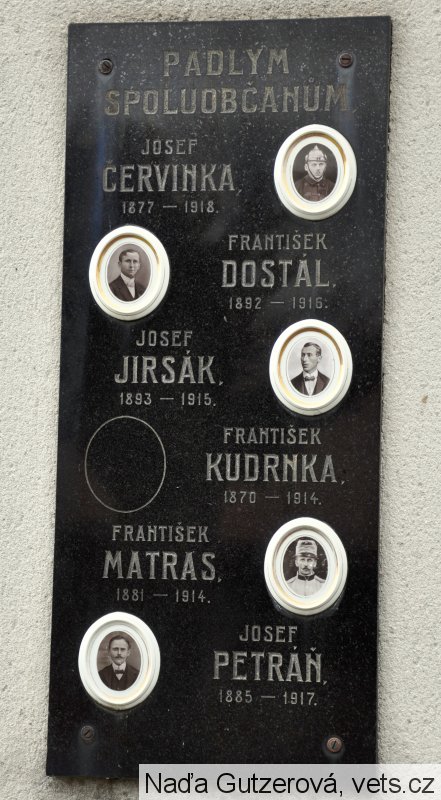 PADLÝM
SPOLUOBČANŮM.
JOSEF
ČERVINKA,
1877 — 1918.
FRANTIŠEK
DOSTÁL,
1892 — 1916.
JOSEF
JIRSÁK,
1893 — 1915.
FRANTIŠEK
KUDRNKA,
1870 — 1914.
FRANTIŠEK
MATRAS,
1881 — 1914.
JOSEF
PETRÁŇ,
1885 — 1917.
Naďa Gutzerová, vets.cz